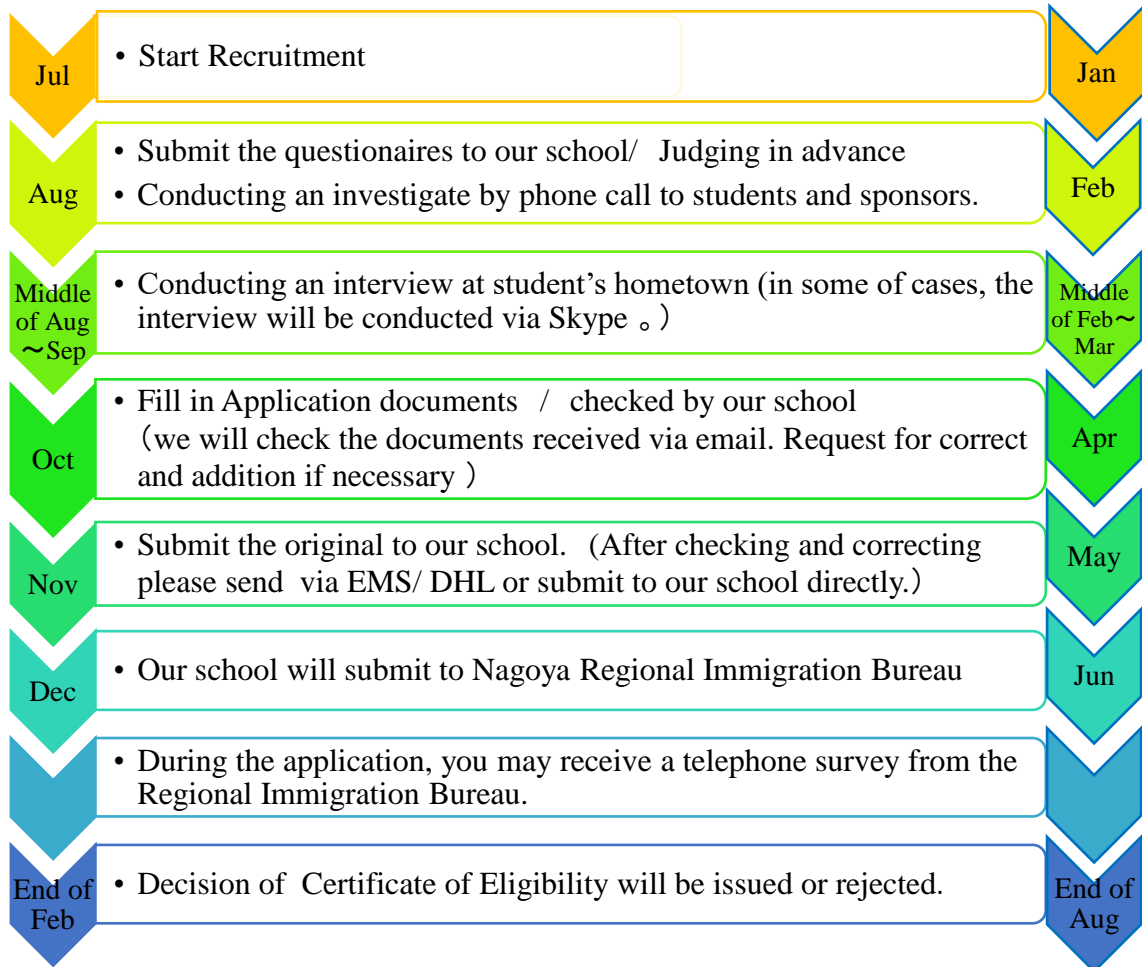 Jul
• Start Recruitment
Jan
Aug
• Submit the questionaires to our school/ Judging in advance
• Conducting an investigate by phone call to students and sponsors.
Feb
Middle
of Aug
～Sep
• Conducting an interview at student’s hometown (in some of cases, the
interview will be conducted via Skype 。）
Middle
of Feb～
Mar
Oct
• Fill in Application documents / checked by our school
（we will check the documents received via email. Request for correct
and addition if necessary ）
Apr
Nov
• Submit the original to our school. (After checking and correcting
please send via EMS/ DHL or submit to our school directly.）
May
Dec
• Our school will submit to Nagoya Regional Immigration Bureau
Jun
• During the application, you may receive a telephone survey from the
Regional Immigration Bureau.
End of
Feb
• Decision of Certificate of Eligibility will be issued or rejected.
End of
Aug